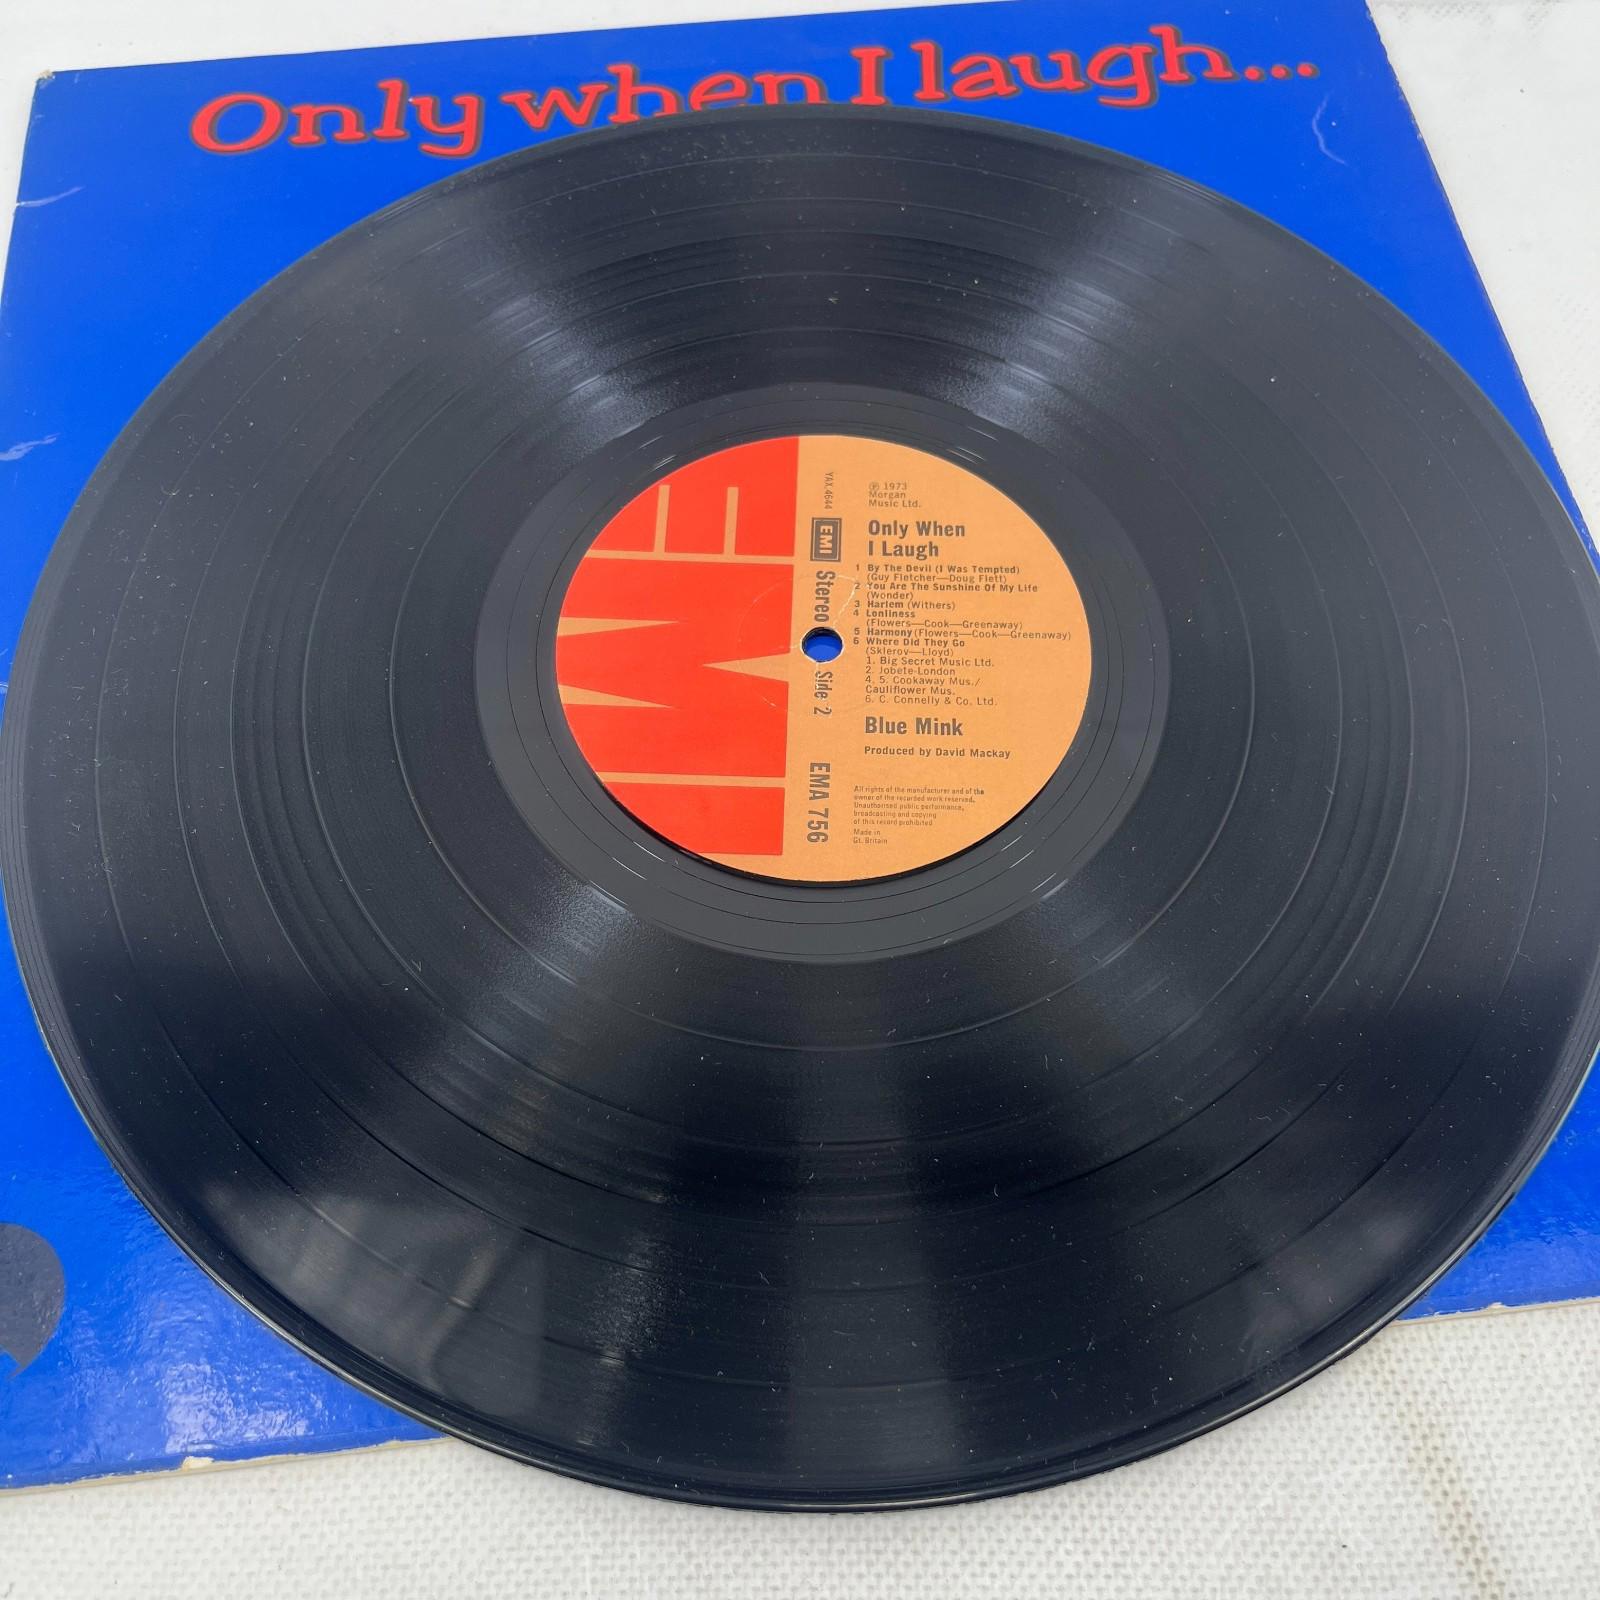 Only when I laugh...
EMI
YAX.4644
EMI
Stereo
Side 2
EMA 756
℗ 1973
Morgan
Music Ltd.
Only When
I Laugh
1 By The Devil (I Was Tempted)
(Guy Fletcher—Doug Flett)
2 You Are The Sunshine Of My Life
(Wonder)
3 Harlem (Withers)
4 Lonliness
(Flowers—Cook—Greenaway)
5 Harmony (Flowers—Cook—Greenaway)
6 Where Did They Go
(Sklerov—Lloyd)
1. Big Secret Music Ltd.
2. Jobete-London
4, 5. Cookaway Mus./
Cauliflower Mus.
6. C. Connelly & Co. Ltd.
Blue Mink
Produced by David Mackay
All rights of the manufacturer and of the
owner of the recorded work reserved.
Unauthorised public performance,
broadcasting and copying
of this record prohibited
Made in
Gt. Britain